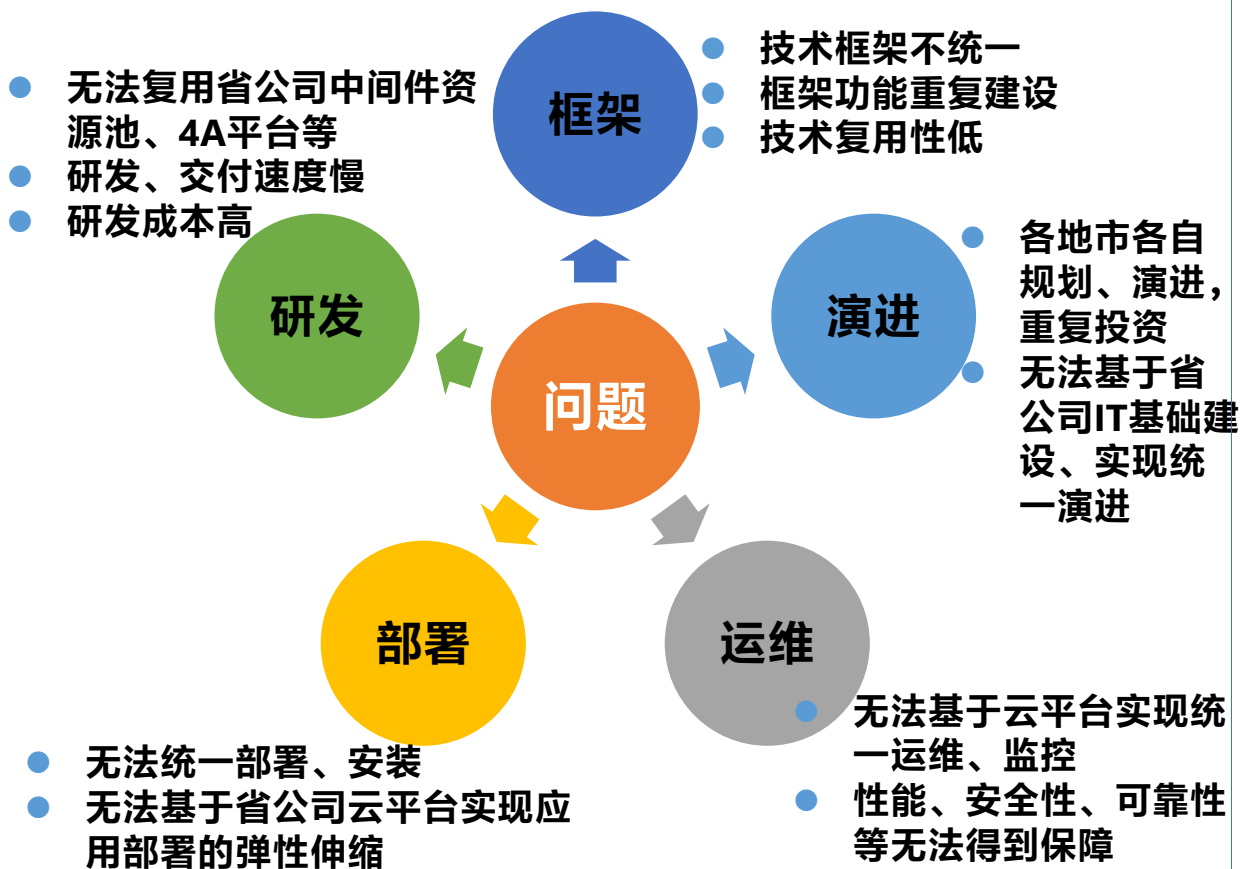 框架
技术框架不统一
框架功能重复建设
技术复用性低
无法复用省公司中间件资
源池、4A平台等
研发、交付速度慢
研发成本高
研发
演进
各地市各自
规划、演进，
重复投资
无法基于省
公司IT基础建
设、实现统
一演进
问题
部署
无法统一部署、安装
无法基于省公司云平台实现应
用部署的弹性伸缩
运维
无法基于云平台实现统
一运维、监控
性能、安全性、可靠性
等无法得到保障